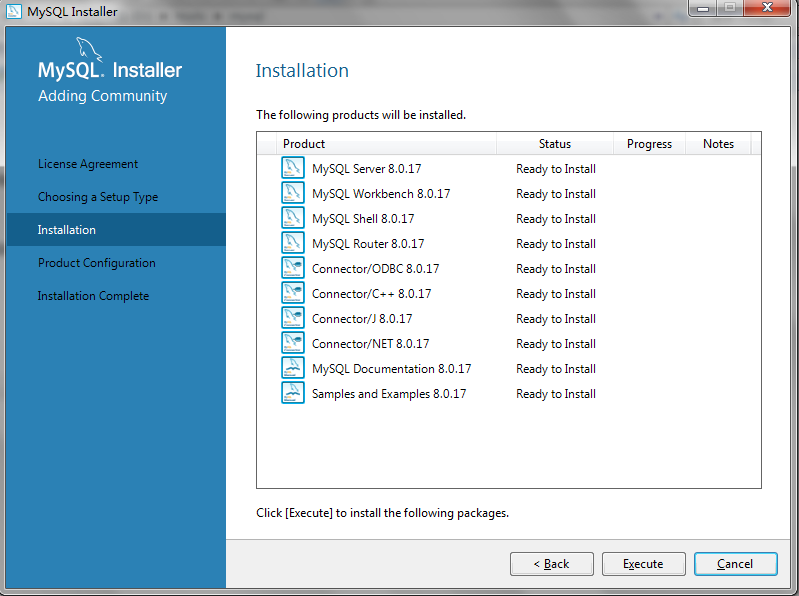 MySQL Installer
MySQL. Installer
Adding Community
License Agreement
Choosing a Setup Type
Installation
Product Configuration
Installation Complete
Installation
The following products will be installed.
Product Status Progress Notes
MySQL Server 8.0.17 Ready to Install
MySQL Workbench 8.0.17 Ready to Install
MySQL Shell 8.0.17 Ready to Install
MySQL Router 8.0.17 Ready to Install
Connector/ODBC 8.0.17 Ready to Install
Connector/C++ 8.0.17 Ready to Install
Connector/J 8.0.17 Ready to Install
Connector/NET 8.0.17 Ready to Install
MySQL Documentation 8.0.17 Ready to Install
Samples and Examples 8.0.17 Ready to Install
Click [Execute] to install the following packages.
< Back Execute Cancel